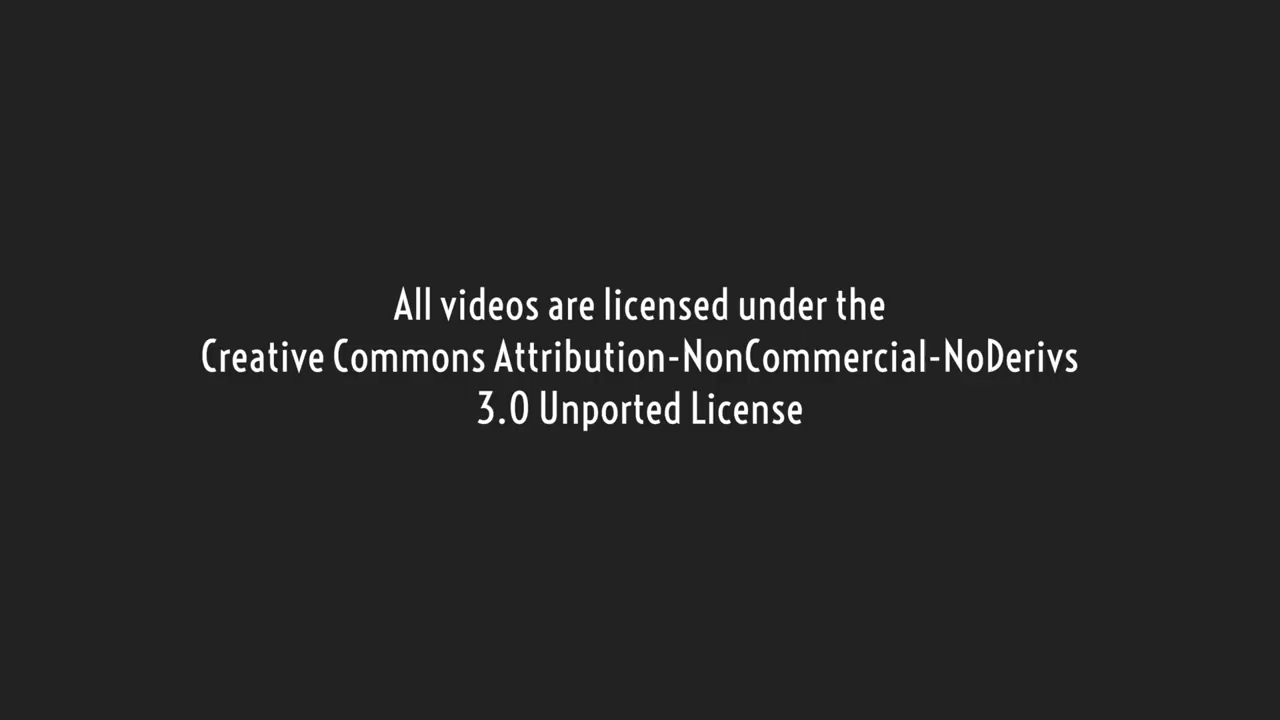 All videos are licensed under the
Creative Commons Attribution-NonCommercial-NoDerivs
3.0 Unported License